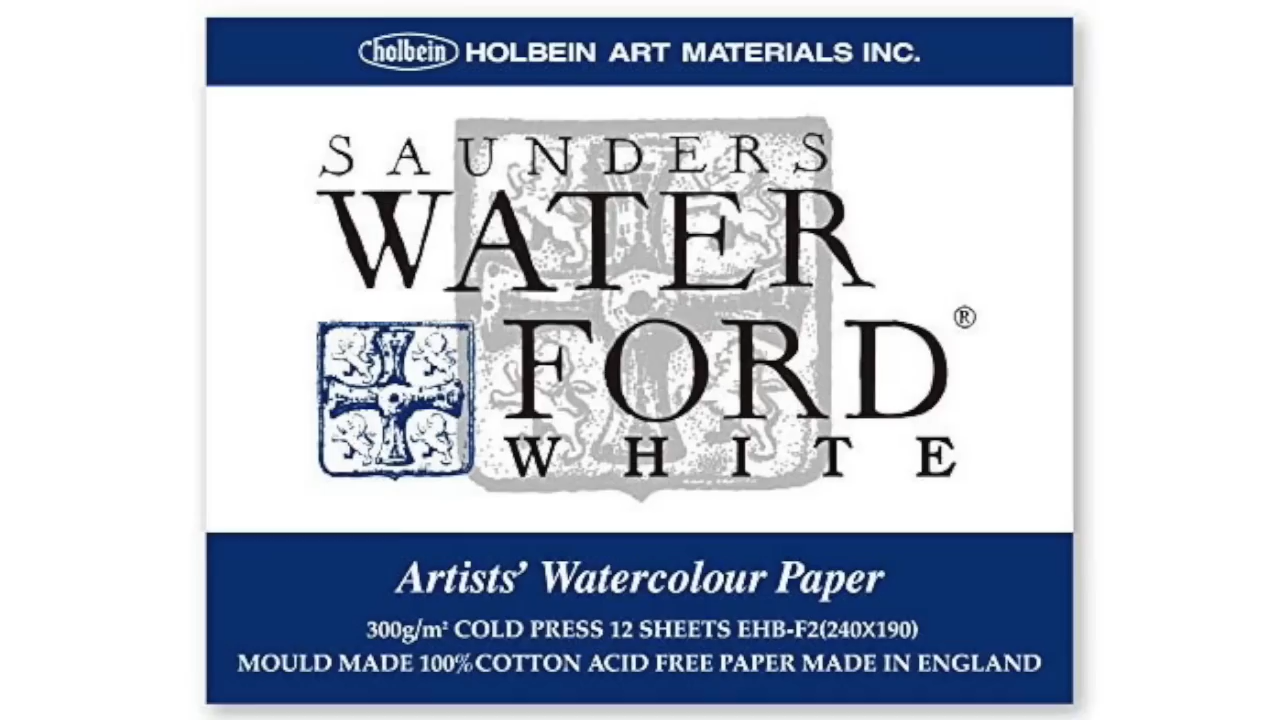 holbein HOLBEIN ART MATERIALS INC.
SAUNDERS
WATER
FORD®
WHITE
Artists' Watercolour Paper
300g/m² COLD PRESS 12 SHEETS EHB-F2(240X190)
MOULD MADE 100% COTTON ACID FREE PAPER MADE IN ENGLAND